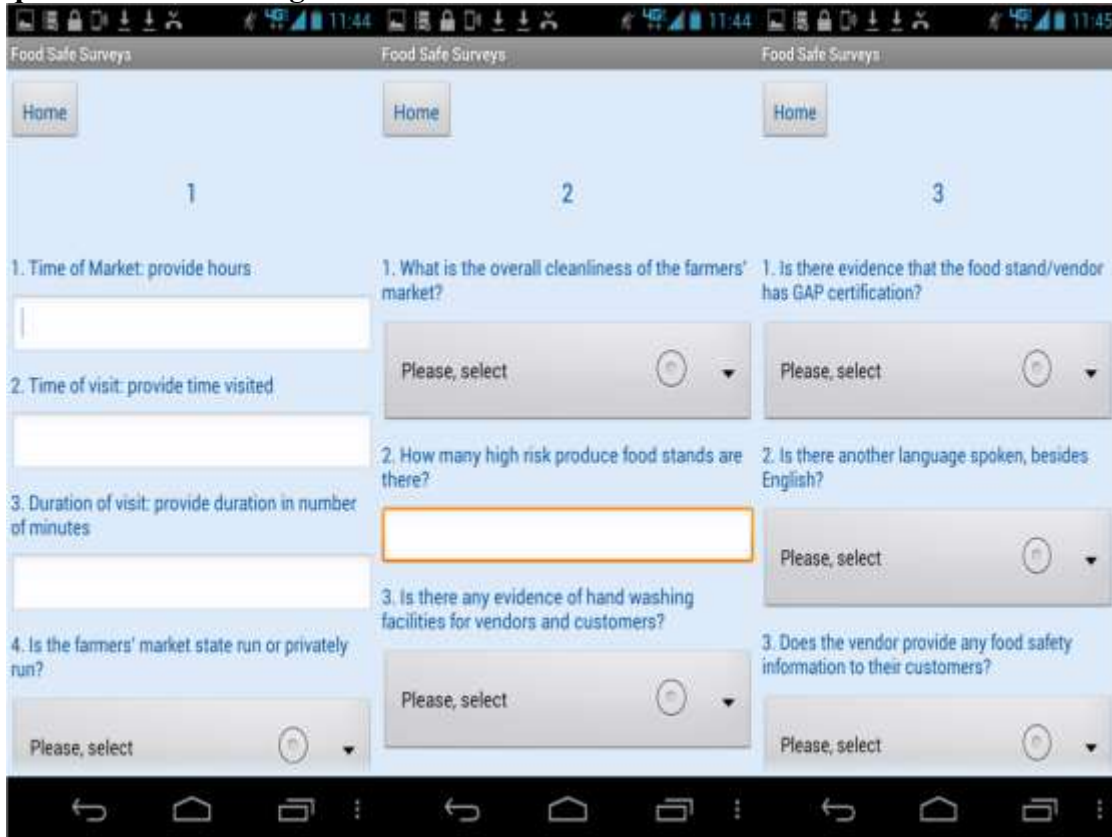 11:44
Food Safe Surveys
Home
1
1. Time of Market: provide hours
2. Time of visit: provide time visited
3. Duration of visit: provide duration in number
of minutes
4. Is the farmers' market state run or privately
run?
Please, select
4G 11:44
Food Safe Surveys
Home
2
1. What is the overall cleanliness of the farmers'
market?
Please, select
2. How many high risk produce food stands are
there?
3. Is there any evidence of hand washing
facilities for vendors and customers?
Please, select
4G 11:45
Food Safe Surveys
Home
3
1. Is there evidence that the food stand/vendor
has GAP certification?
Please, select
2. Is there another language spoken, besides
English?
Please, select
3. Does the vendor provide any food safety
information to their customers?
Please, select